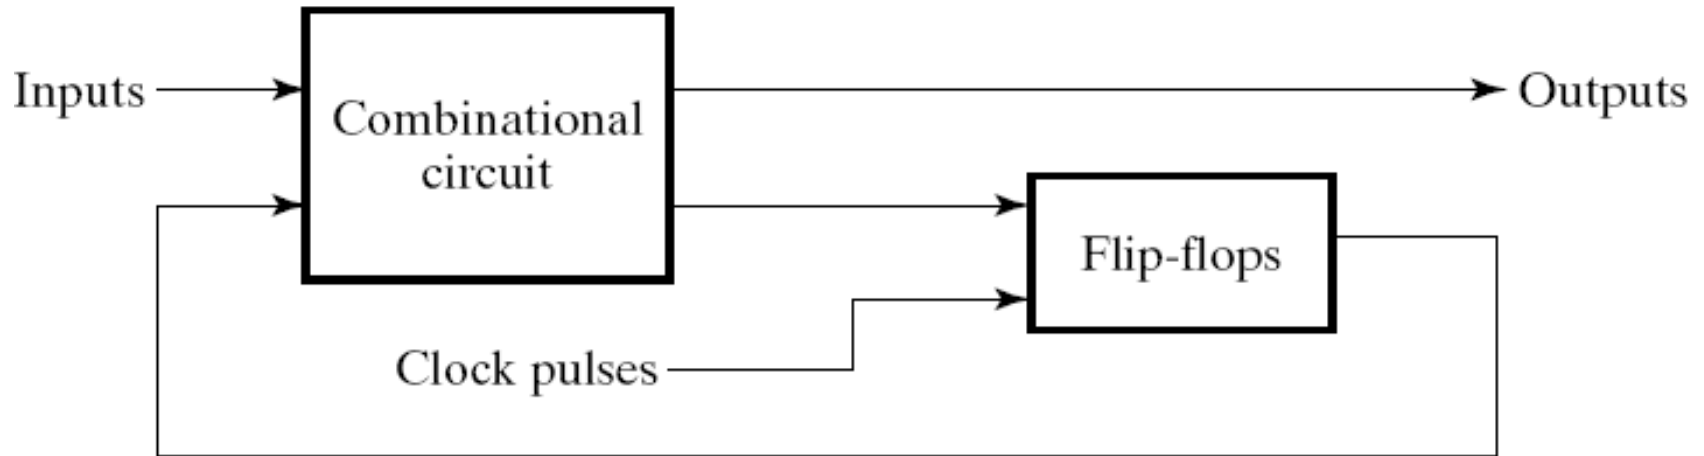 Inputs
Combinational
circuit
Outputs
Flip-flops
Clock pulses